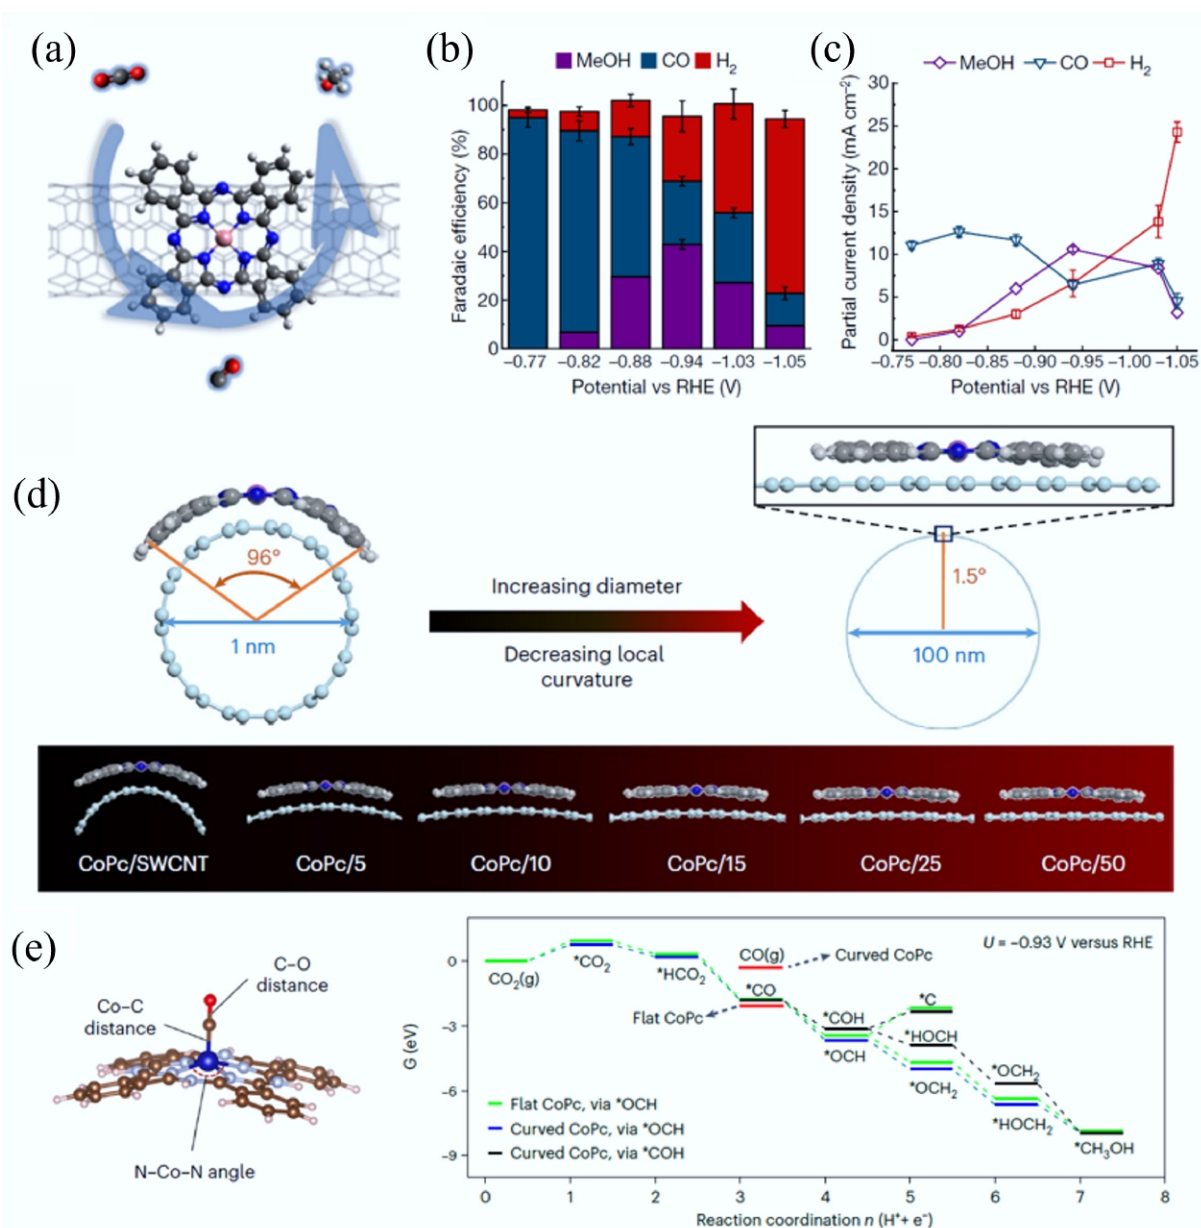 (a)
(b)
MeOH CO H2
Faradaic efficiency (%)
100
80
60
40
20
0
−0.77 −0.82 −0.88 −0.94 −1.03 −1.05
Potential vs RHE (V)
(c)
MeOH CO H2
Partial current density (mA cm−2)
30
25
20
15
10
5
0
−0.75 −0.80 −0.85 −0.90 −0.95 −1.00 −1.05
Potential vs RHE (V)
(d)
96°
1 nm
Increasing diameter
Decreasing local
curvature
1.5°
100 nm
CoPc/SWCNT CoPc/5 CoPc/10 CoPc/15 CoPc/25 CoPc/50
(e)
C–O
distance
Co–C
distance
N–Co–N angle
G (eV)
0
−3
−6
−9
U = −0.93 V versus RHE
CO2(g)
*CO2
*HCO2
CO(g)
Curved CoPc
*CO
Flat CoPc
*COH
*OCH
*C
*HOCH
*OCH2
*OCH2
*HOCH2
*CH3OH
Flat CoPc, via *OCH
Curved CoPc, via *OCH
Curved CoPc, via *COH
0 1 2 3 4 5 6 7 8
Reaction coordination n (H++ e−)